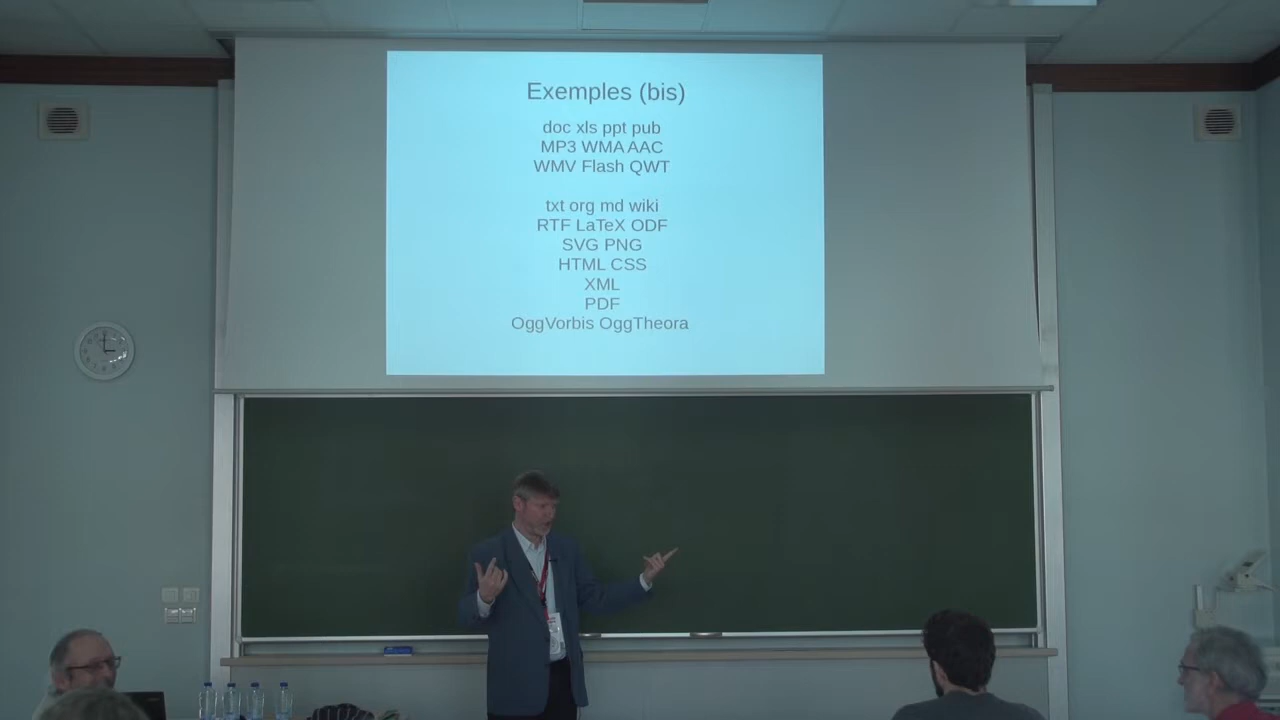 Exemples (bis)
doc xls ppt pub
MP3 WMA AAC
WMV Flash QWT
txt org md wiki
RTF LaTeX ODF
SVG PNG
HTML CSS
XML
PDF
OggVorbis OggTheora